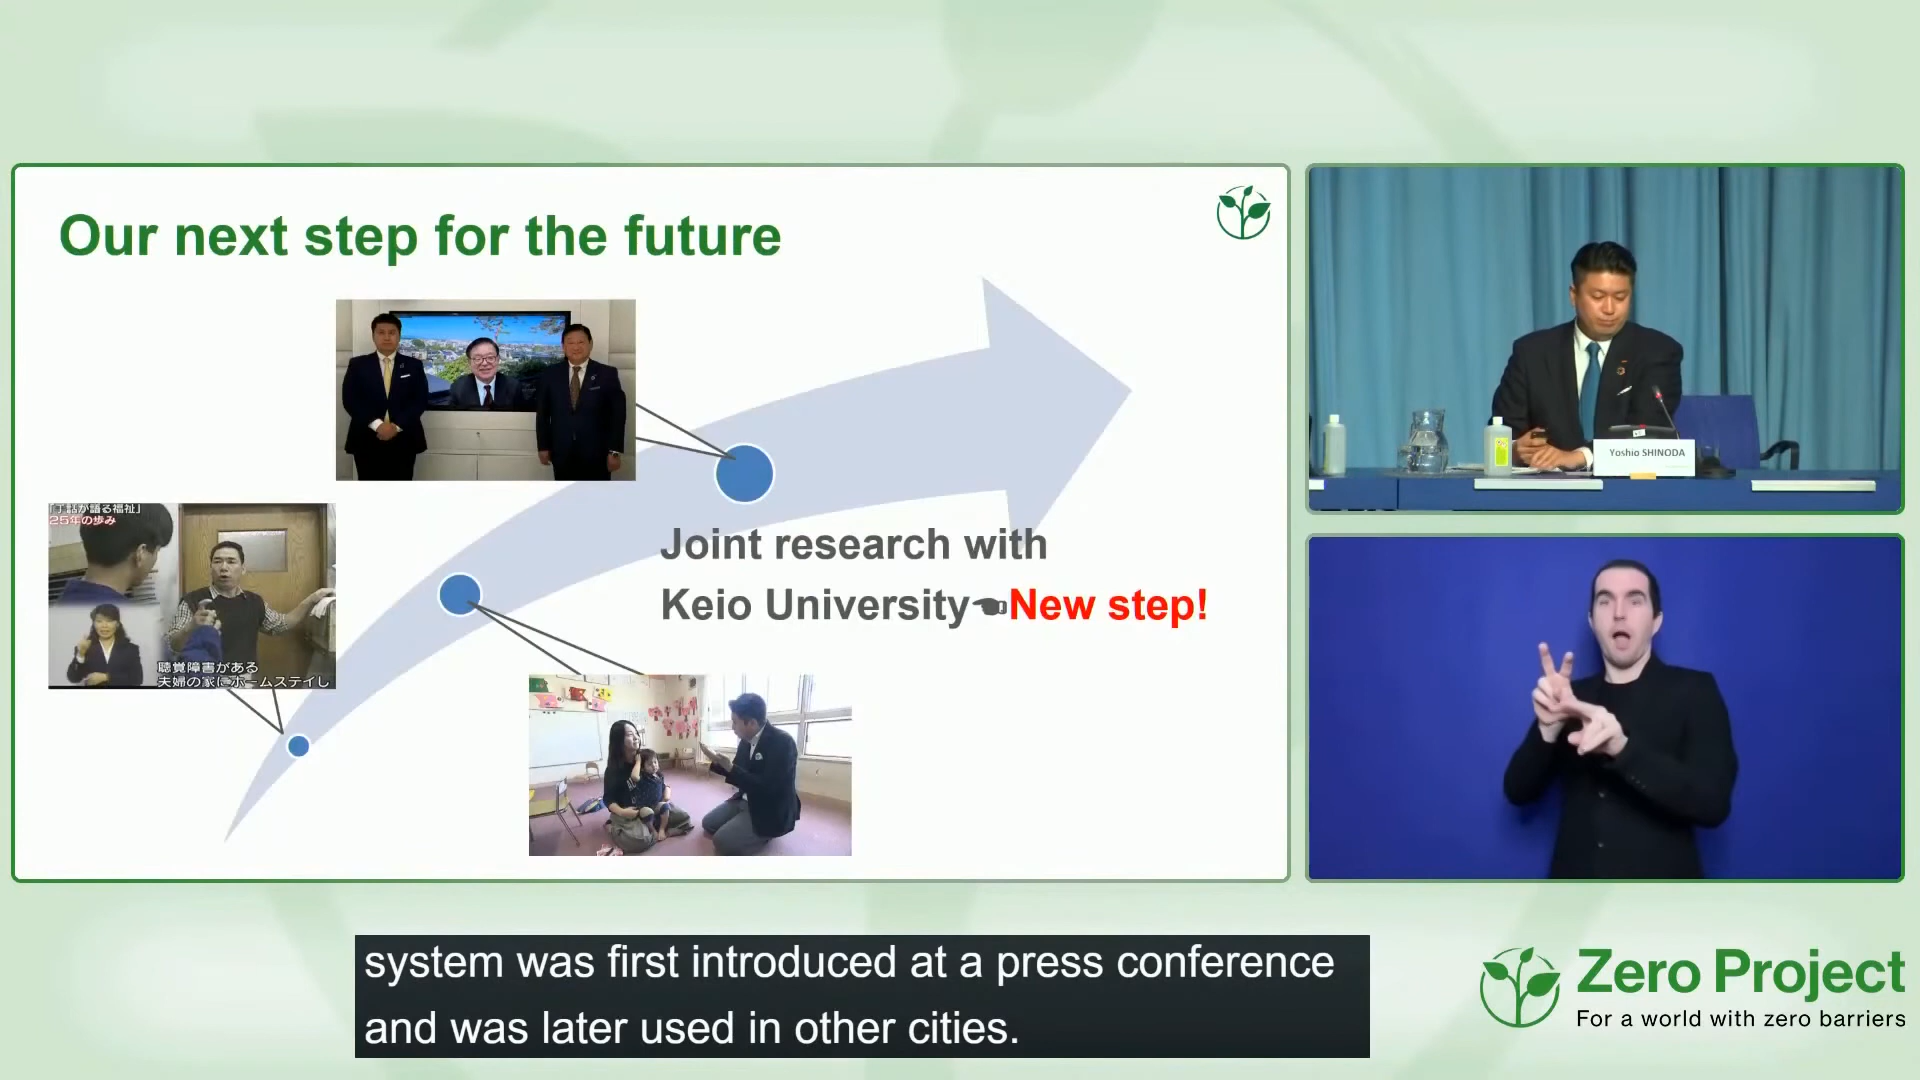 Our next step for the future
「手話が語る福祉」
25年の歩み
聴覚障害がある
夫婦の家にホームステイし
Joint research with
Keio University☚New step!
Yoshio SHINODA
system was first introduced at a press conference
and was later used in other cities.
Zero Project
For a world with zero barriers